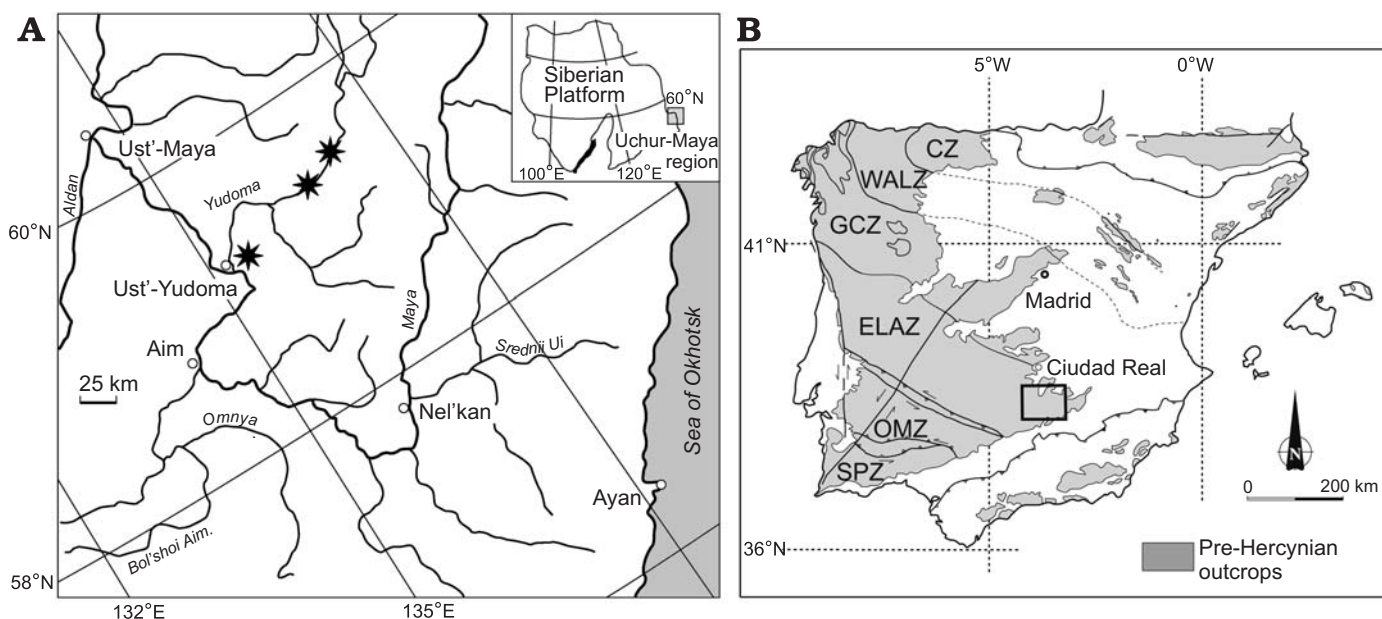 A
Siberian
Platform
60°N
Uchur-Maya
region
100°E
120°E
Ust'-Maya
Aldan
Yudoma
60°N
Ust'-Yudoma
Maya
Srednii Ui
Sea of Okhotsk
Aim
25 km
Nel'kan
Omnya
Ayan
Bol'shoi Aim.
58°N
132°E
135°E
B
5°W
0°W
CZ
WALZ
GCZ
41°N
Madrid
ELAZ
Ciudad Real
OMZ
SPZ
N
0
200 km
36°N
Pre-Hercynian
outcrops